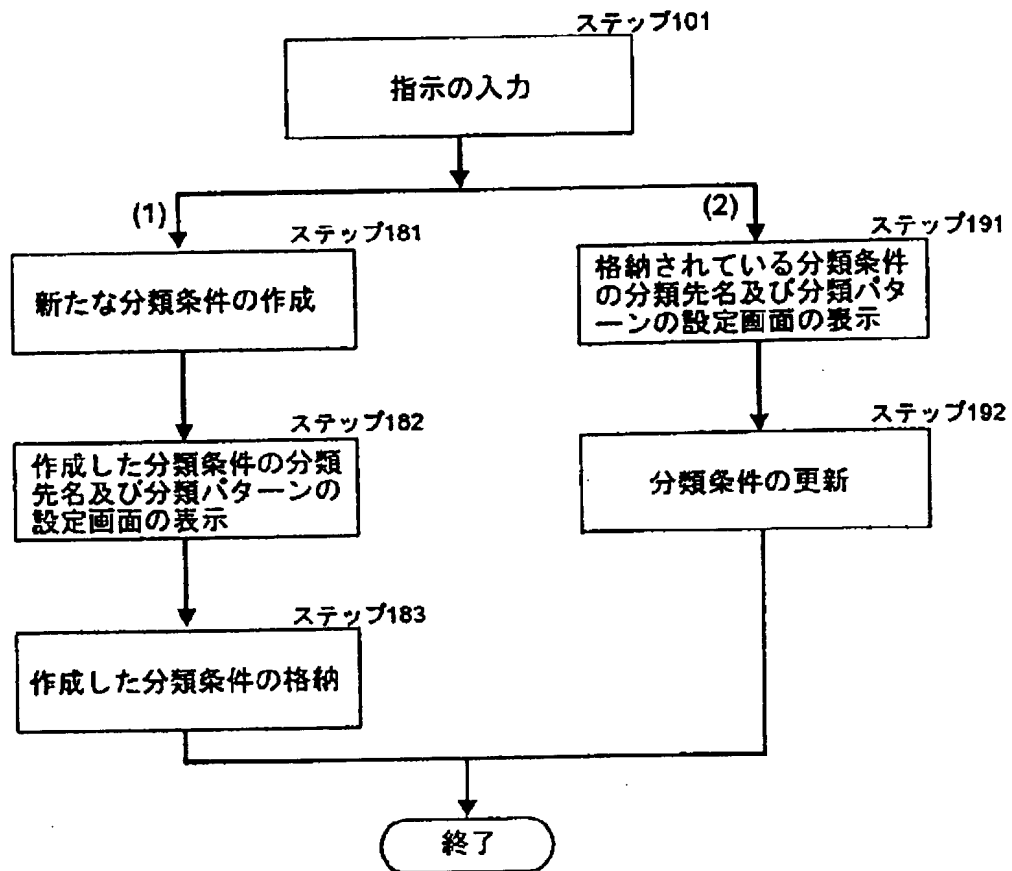 ステップ101
指示の入力
(1)
(2)
ステップ181
新たな分類条件の作成
ステップ191
格納されている分類条件
の分類先名及び分類パタ
ーンの設定画面の表示
ステップ182
作成した分類条件の分類
先名及び分類パターンの
設定画面の表示
ステップ192
分類条件の更新
ステップ183
作成した分類条件の格納
終了